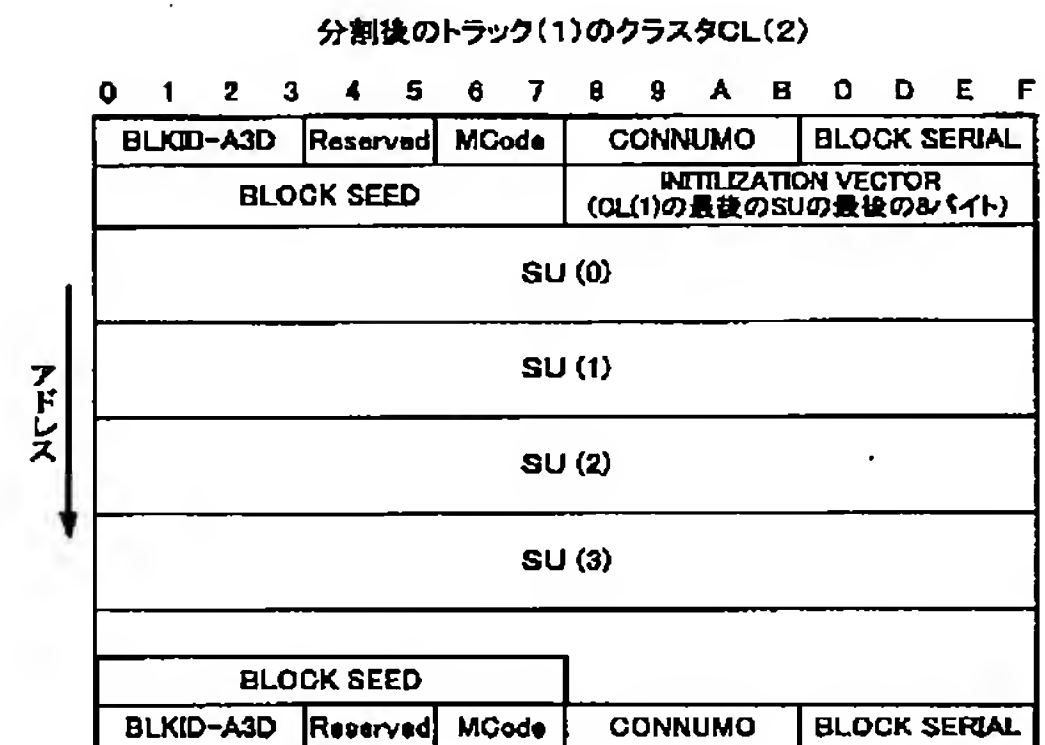 分割後のトラック(1)のクラスタCL(2)
0 1 2 3 4 5 6 7 8 9 A B C D E F
BLKID-A3D Reserved MCode CONNUMO BLOCK SERIAL
BLOCK SEED INITILIZATION VECTOR
(CL(1)の最後のSUの最後の8バイト)
SU (0)
SU (1)
アドレス
SU (2)
SU (3)
BLOCK SEED
BLKID-A3D Reserved MCode CONNUMO BLOCK SERIAL